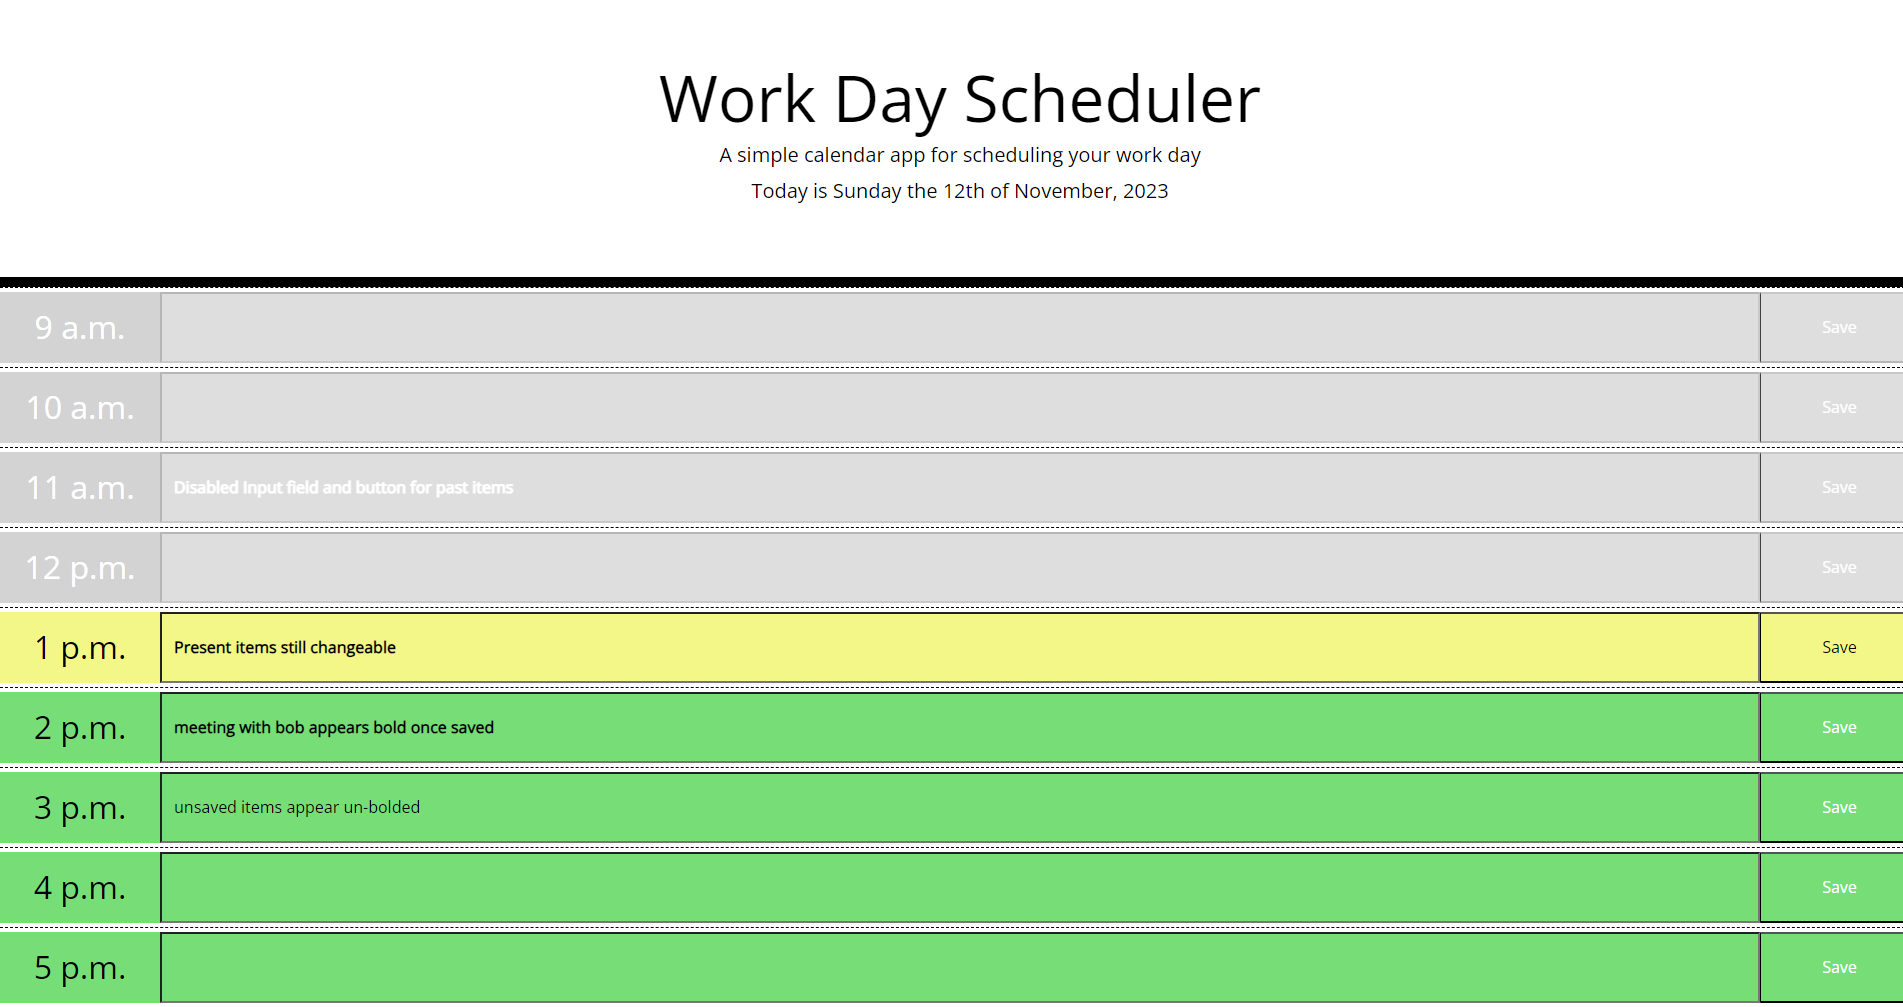 Work Day Scheduler
A simple calendar app for scheduling your work day
Today is Sunday the 12th of November, 2023
9 a.m. Save
10 a.m. Save
11 a.m. Disabled Input field and button for past items Save
12 p.m. Save
1 p.m. Present items still changeable Save
2 p.m. meeting with bob appears bold once saved Save
3 p.m. unsaved items appear un-bolded Save
4 p.m. Save
5 p.m. Save